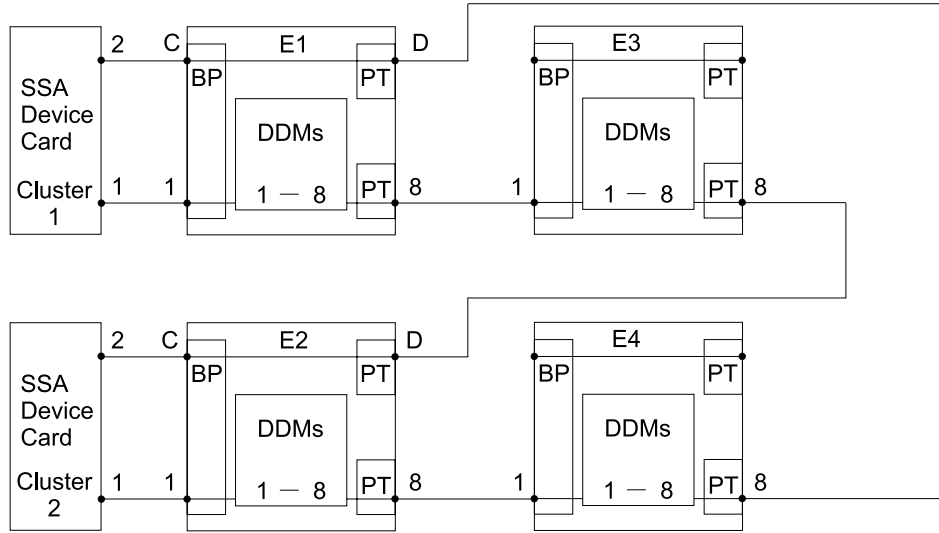 2 C E1 D E3
BP PT BP PT
SSA
Device
Card
DDMs DDMs
Cluster
1
1 1 1 — 8 PT 8 1 1 — 8 PT 8
2 C E2 D E4
BP PT BP PT
SSA
Device
Card
DDMs DDMs
Cluster
2
1 1 1 — 8 PT 8 1 1 — 8 PT 8